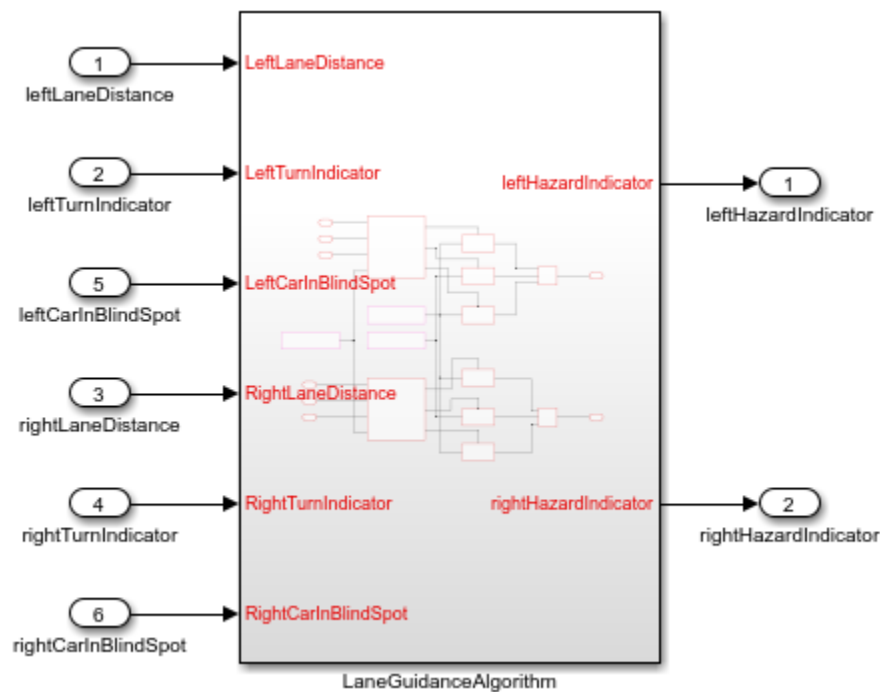 1
leftLaneDistance
LeftLaneDistance
2
leftTurnIndicator
LeftTurnIndicator
5
leftCarInBlindSpot
LeftCarInBlindSpot
3
rightLaneDistance
RightLaneDistance
4
rightTurnIndicator
RightTurnIndicator
6
rightCarInBlindSpot
RightCarInBlindSpot
leftHazardIndicator
1
leftHazardIndicator
rightHazardIndicator
2
rightHazardIndicator
LaneGuidanceAlgorithm